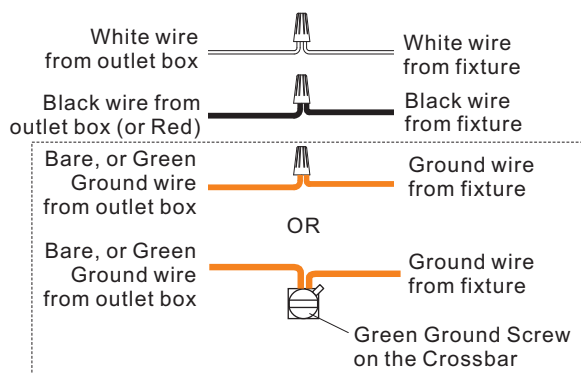 White wire
from outlet box
White wire
from fixture
Black wire from
outlet box (or Red)
Black wire
from fixture
Bare, or Green
Ground wire
from outlet box
Ground wire
from fixture
OR
Bare, or Green
Ground wire
from outlet box
Ground wire
from fixture
Green Ground Screw
on the Crossbar